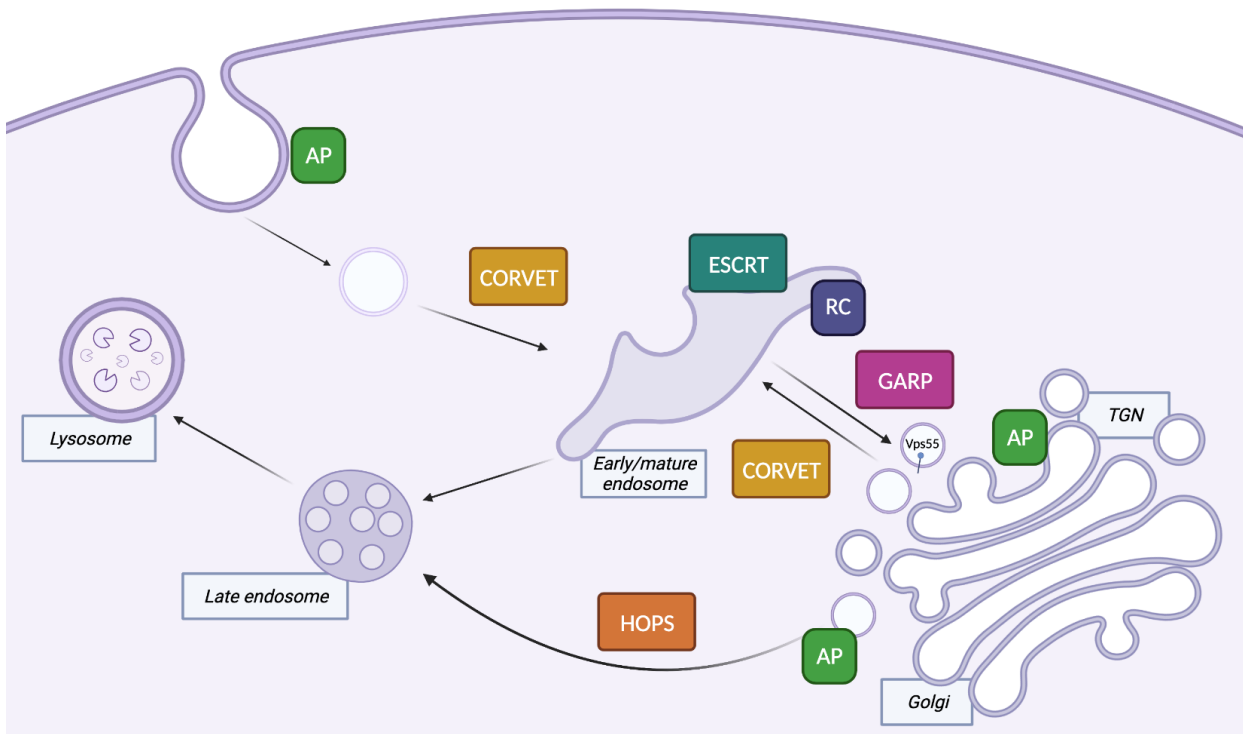 AP
CORVET
ESCRT
RC
GARP
TGN
AP
Vps55
Lysosome
CORVET
Early/mature
endosome
Late endosome
HOPS
AP
Golgi